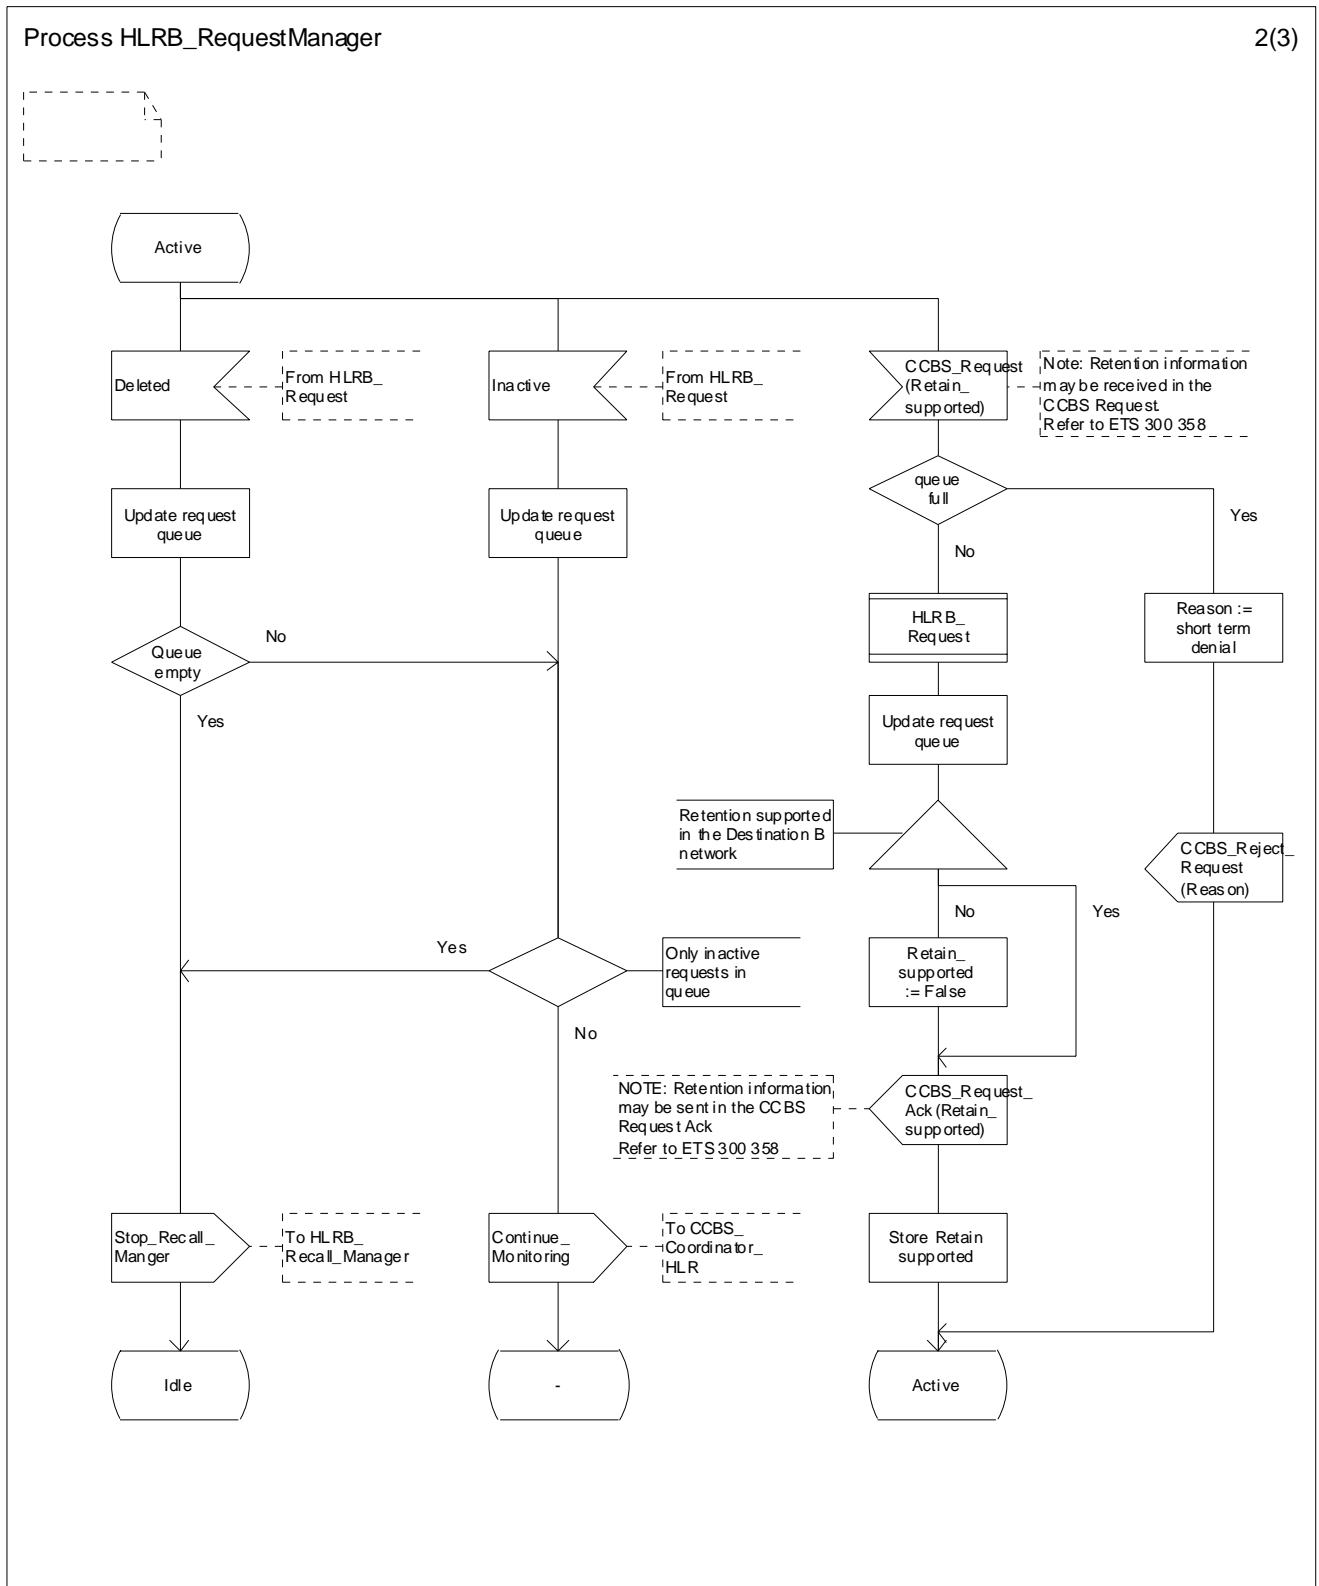 Process HLRB_RequestManager
2(3)
Active
Deleted
From HLRB_
Request
Inactive
From HLRB_
Request
CCBS_Request
(Retain_
supported)
Note: Retention information
may be received in the
CCBS Request.
Refer to ETS 300 358
Update request
queue
Update request
queue
queue
full
Yes
No
HLRB_
Request
Reason :=
short term
denial
Queue
empty
No
Yes
Update request
queue
Retention supported
in the Destination B
network
CCBS_Reject_
Request
(Reason)
No
Yes
Yes
Only inactive
requests in
queue
Retain_
supported
:= False
No
NOTE: Retention information
may be sent in the CCBS
Request Ack
Refer to ETS 300 358
CCBS_Request_
Ack (Retain_
supported)
Stop_Recall_
Manger
To HLRB_
Recall_Manager
Continue_
Monitoring
To CCBS_
Coordinator_
HLR
Store Retain
supported
Idle
-
Active